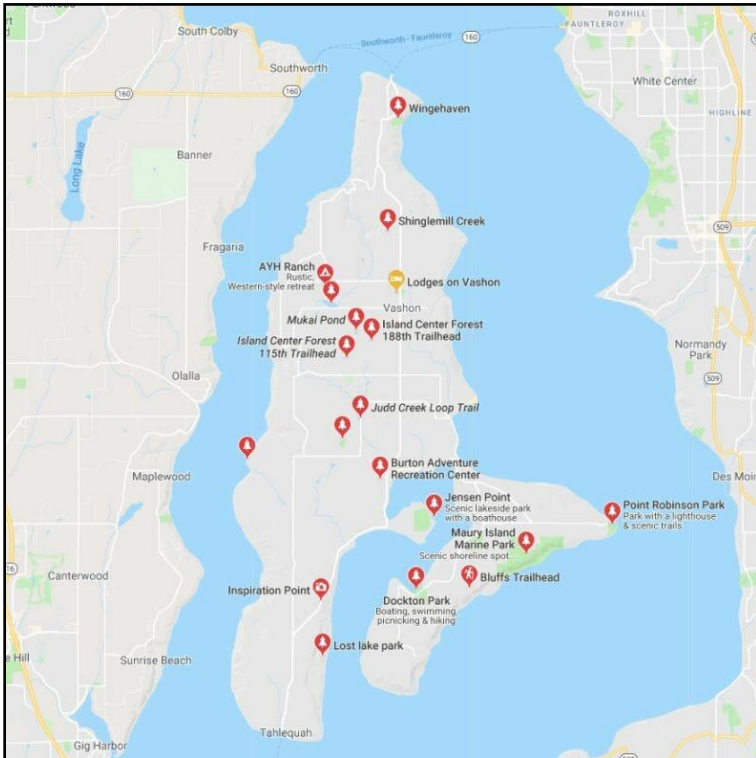 South Colby
Southworth - Fauntleroy
160
ROXHILL
FAUNTLEROY
Southworth
160
160
White Center
HIGHLINE
Wingehaven
Long Lake
Banner
Shinglemill Creek
509
Fragaria
AYH Ranch
Rustic,
Western-style retreat
Lodges on Vashon
Vashon
Mukai Pond
Island Center Forest
188th Trailhead
Island Center Forest
115th Trailhead
Normandy
Park
Olalla
509
Judd Creek Loop Trail
Maplewood
Burton Adventure
Recreation Center
Des Moin
Jensen Point
Scenic lakeside park
with a boathouse
Point Robinson Park
Park with a lighthouse
& scenic trails
Maury Island
Marine Park
Scenic shoreline spot...
16
Canterwood
Bluffs Trailhead
Inspiration Point
Dockton Park
Boating, swimming,
picnicking & hiking
Lost lake park
e Hill
Sunrise Beach
Tahlequah
Gig Harbor
509